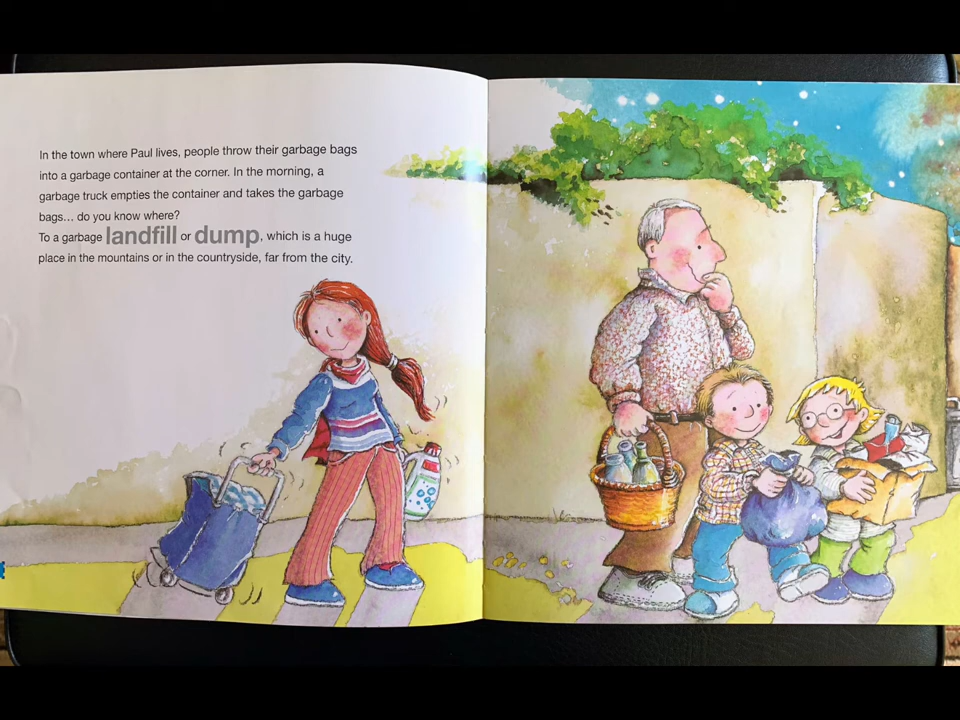 In the town where Paul lives, people throw their garbage bags
into a garbage container at the corner. In the morning, a
garbage truck empties the container and takes the garbage
bags... do you know where?
To a garbage landfill or dump, which is a huge
place in the mountains or in the countryside, far from the city.